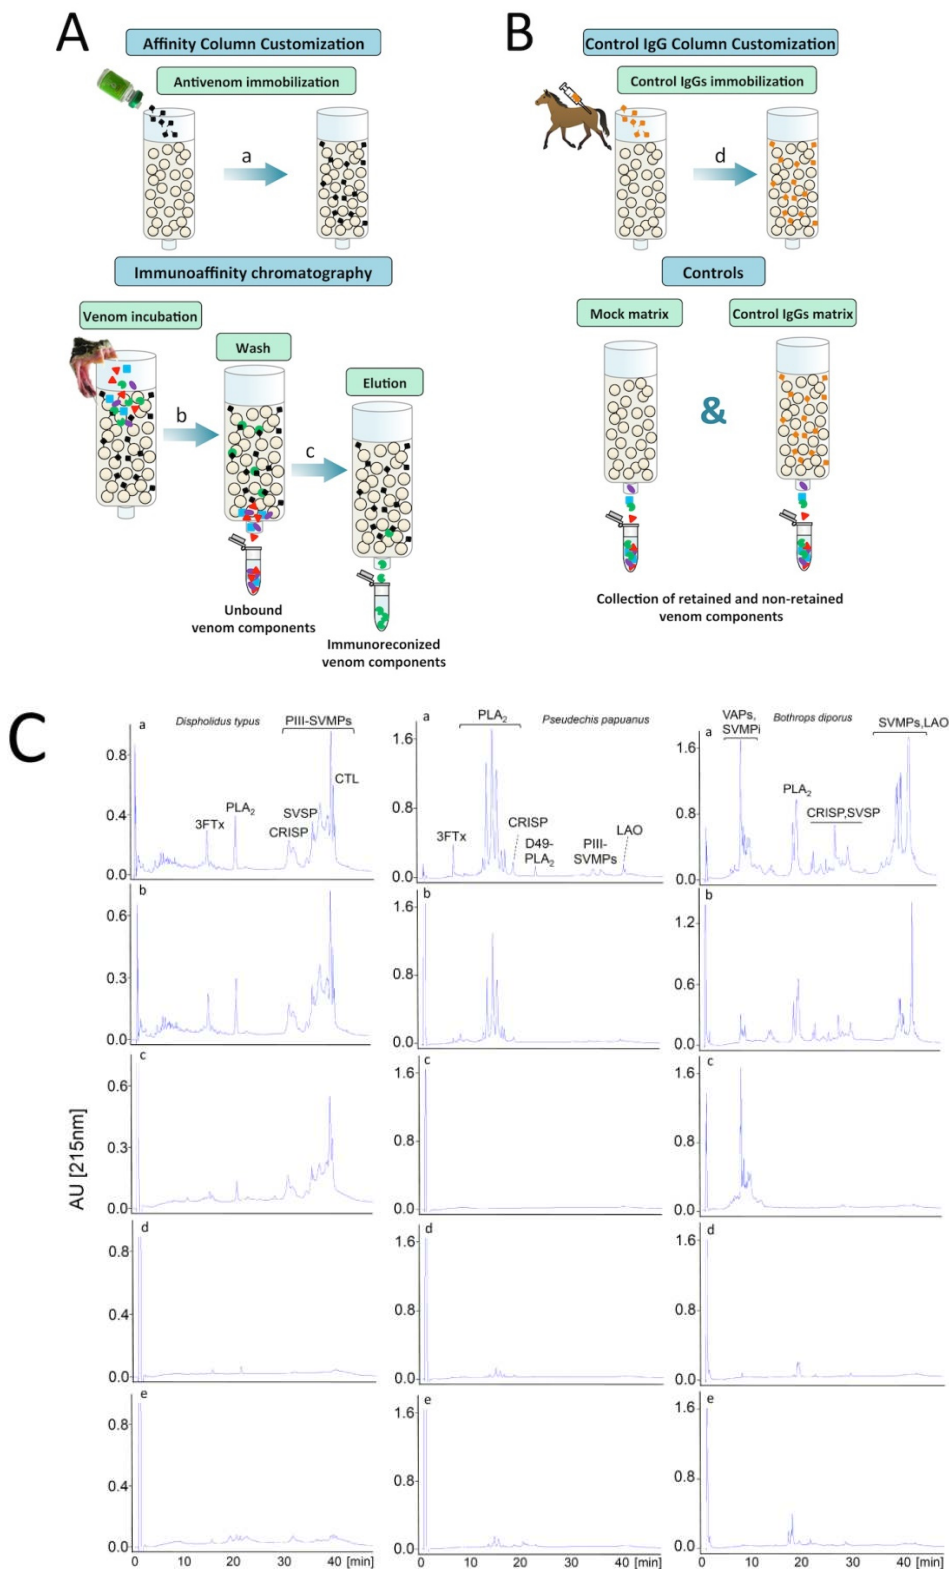 A
Affinity Column Customization
Antivenom immobilization
a
Immunoaffinity chromatography
Venom incubation
b
Wash
c
Elution
Unbound
venom components
Immunoreconized
venom components
B
Control IgG Column Customization
Control IgGs immobilization
d
Controls
Mock matrix
&
Control IgGs matrix
Collection of retained and non-retained
venom components
C
AU [215nm]
a
Dispholidus typus
PIII-SVMPs
CTL
SVSP
PLA2
3FTx
CRISP
0.8
0.4
0.0
b
0.6
0.3
0.0
c
0.6
0.3
0.0
d
0.8
0.4
0.0
e
0.8
0.4
0.0
0 10 20 30 40 [min]
a
PLA2
Pseudechis papuanus
3FTx
CRISP
D49-
PLA2
PIII-
SVMPs
LAO
1.6
0.8
0.0
b
1.6
0.8
0.0
c
1.6
0.8
0.0
d
1.6
0.8
0.0
e
1.6
0.8
0.0
0 10 20 30 40 [min]
a
VAPs,
SVMPi
Bothrops diporus
SVMPs,LAO
PLA2
CRISP,SVSP
1.6
0.8
0.0
b
1.2
0.6
0.0
c
1.6
0.8
0.0
d
1.6
0.8
0.0
e
1.6
0.8
0.0
0 10 20 30 40 [min]